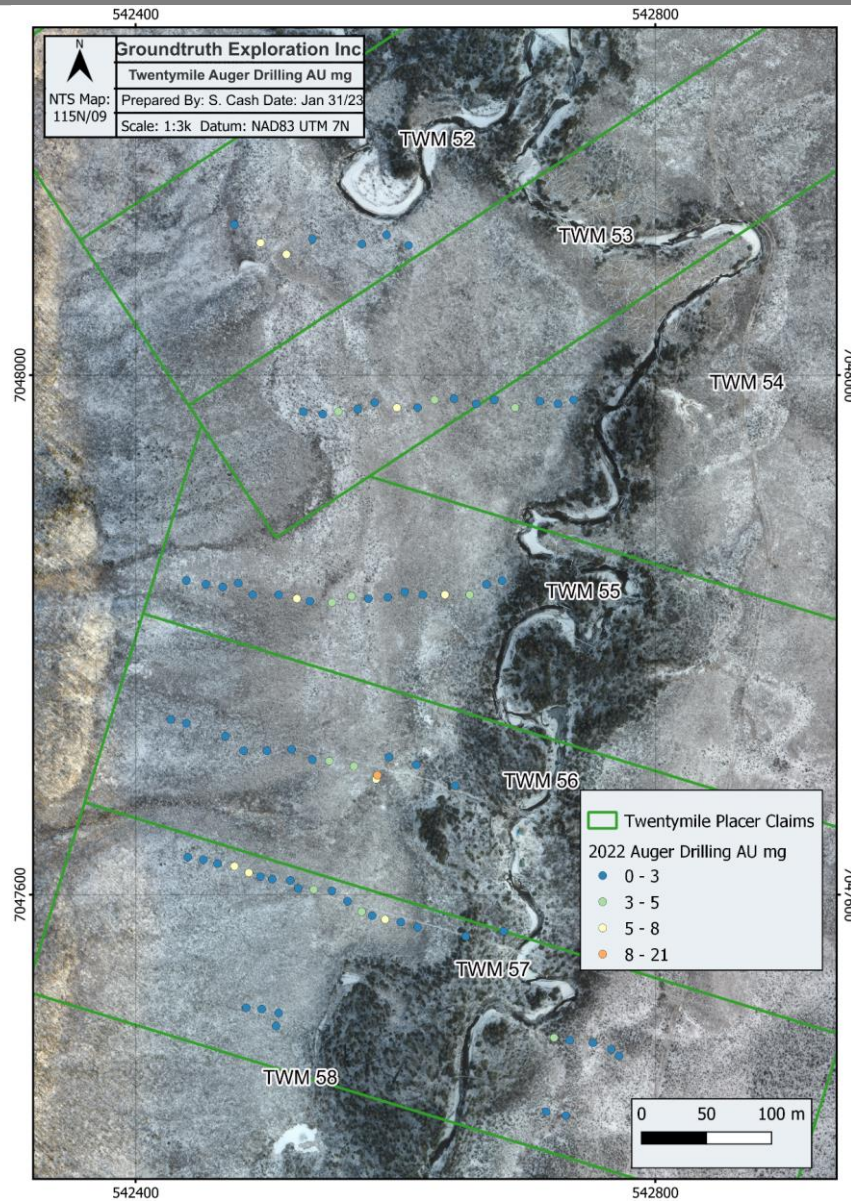 542400
542800
N
NTS Map:
115N/09
Groundtruth Exploration Inc
Twentymile Auger Drilling AU mg
Prepared By: S. Cash Date: Jan 31/23
Scale: 1:3k Datum: NAD83 UTM 7N
TWM 52
TWM 53
7048000
7048000
TWM 54
TWM 55
TWM 56
Twentymile Placer Claims
2022 Auger Drilling AU mg
0 - 3
3 - 5
5 - 8
8 - 21
7047600
7047600
TWM 57
TWM 58
0 50 100 m
542400
542800